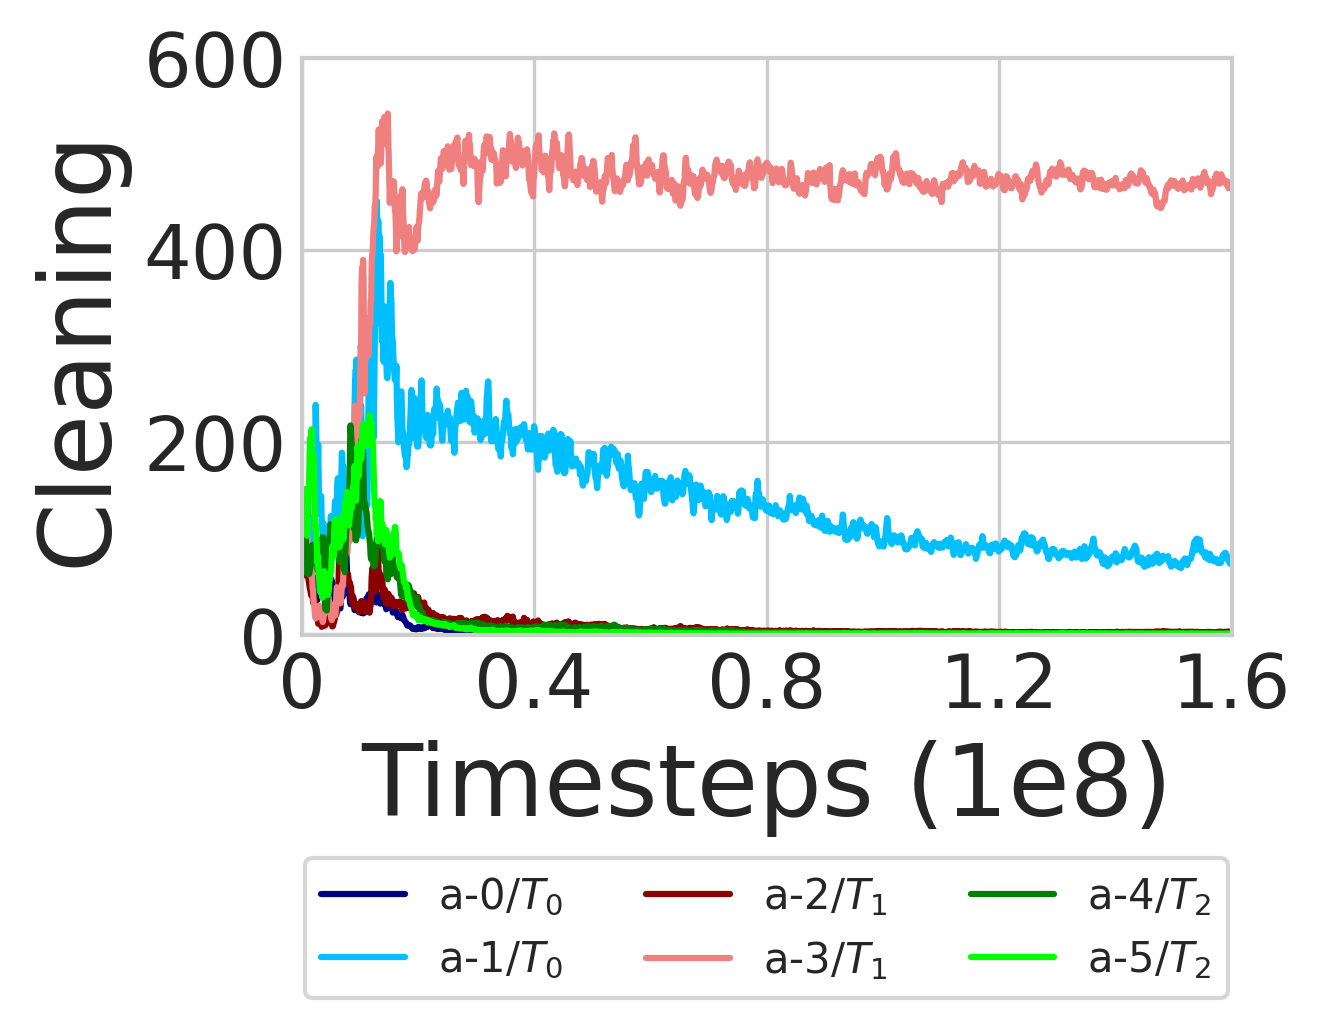 600
400
200
0
Cleaning
0 0.4 0.8 1.2 1.6
Timesteps (1e8)
a-0/T₀ a-2/T₁ a-4/T₂
a-1/T₀ a-3/T₁ a-5/T₂